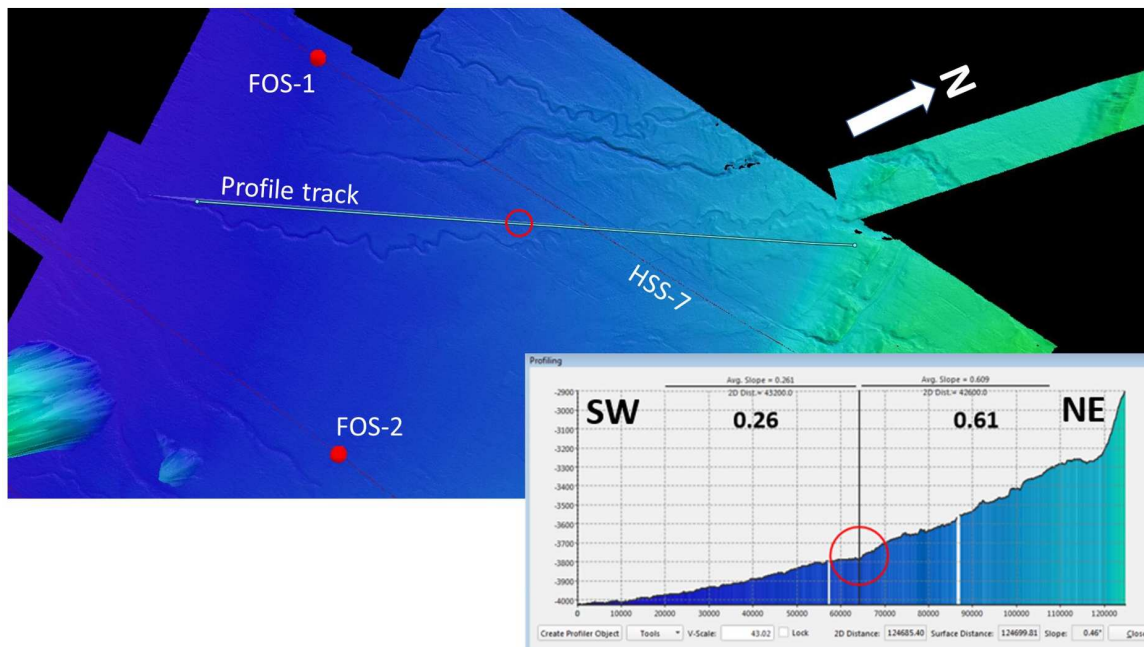 FOS-1
N
Profile track
HSS-7
FOS-2
Profiling
Avg. Slope = 0.261
Avg. Slope = 0.609
2D Dist.= 43200.0
2D Dist.= 42600.0
SW
0.26
0.61
NE
-2900
-3000
-3100
-3200
-3300
-3400
-3500
-3600
-3700
-3800
-3900
-4000
0 10000 20000 30000 40000 50000 60000 70000 80000 90000 100000 110000 120000
Create Profiler Object Tools V-Scale: 43.02 Lock 2D Distance: 124685.40 Surface Distance: 124699.81 Slope: 0.46° Close